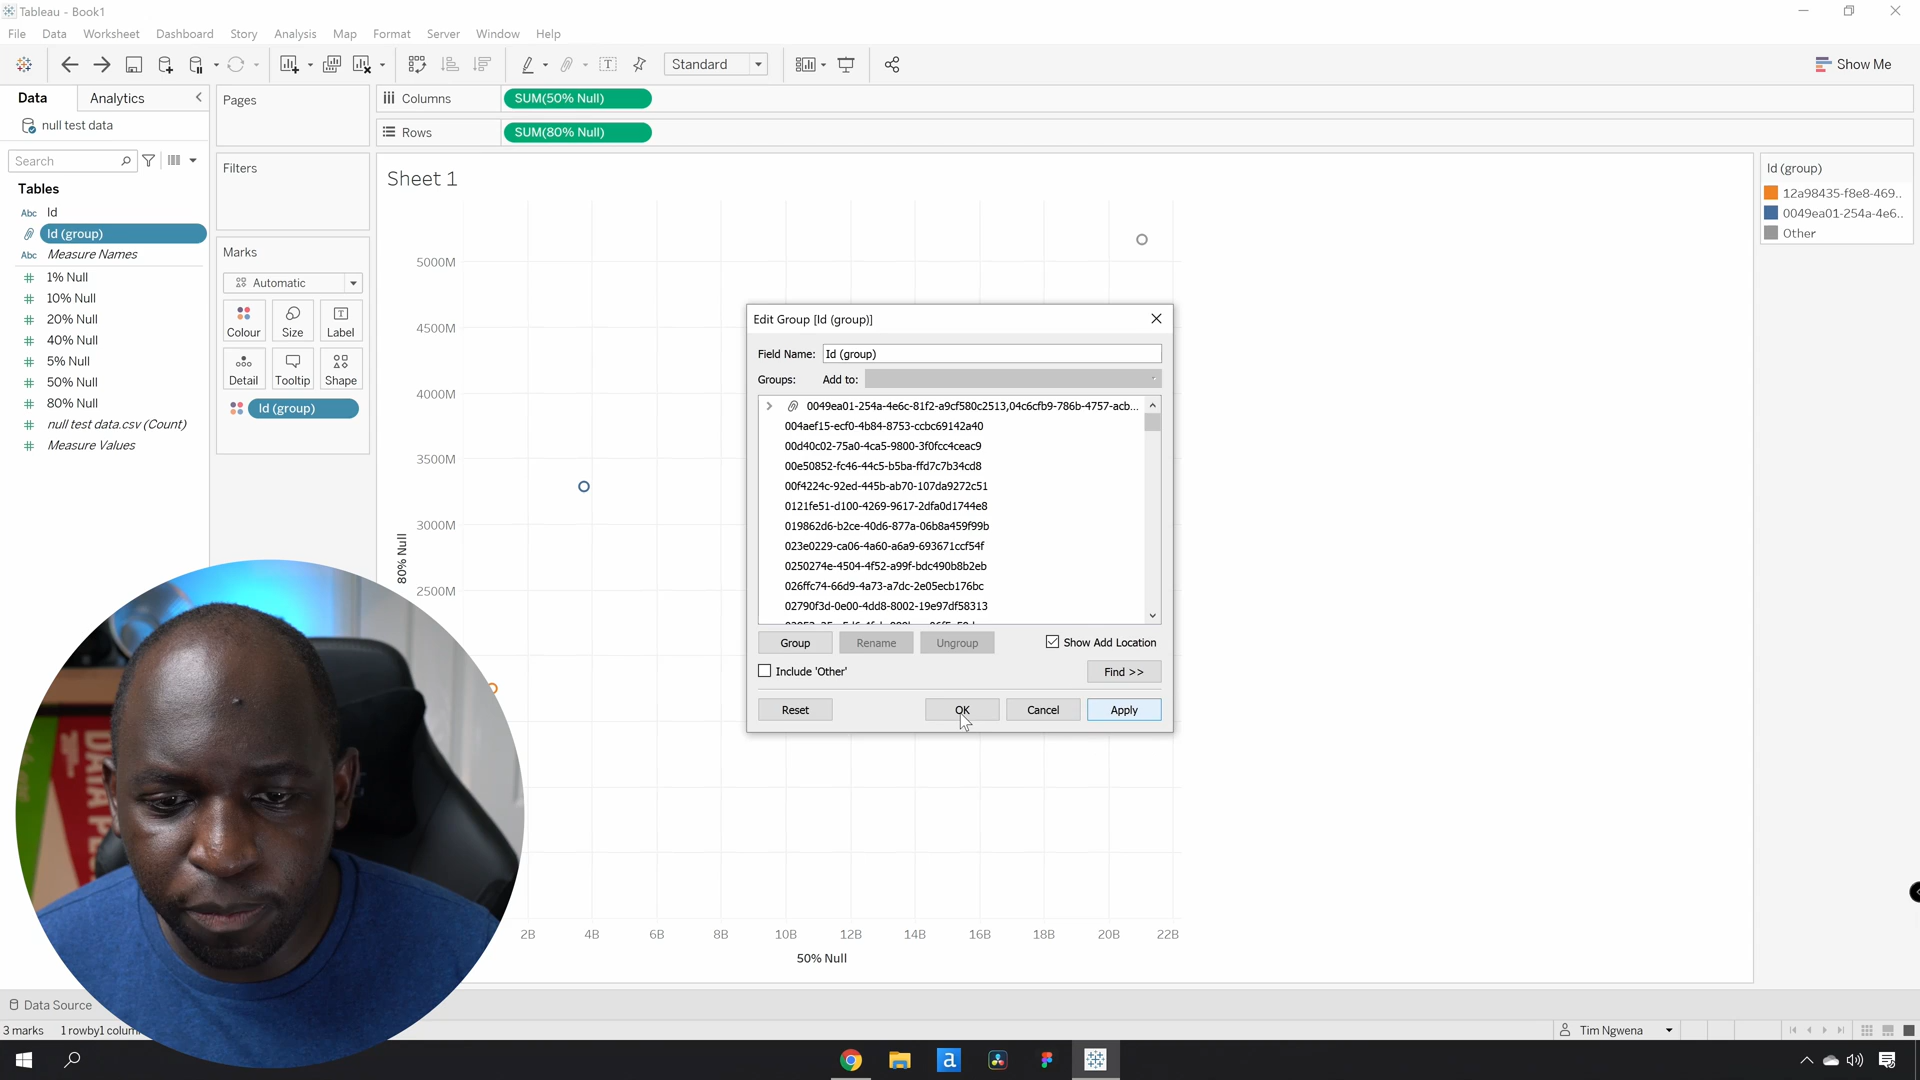 Tableau - Book1
File Data Worksheet Dashboard Story Analysis Map Format Server Window Help
Standard
Show Me
Data Analytics
null test data
Search
Tables
Abc Id
Id (group)
Abc Measure Names
1% Null
10% Null
20% Null
40% Null
5% Null
50% Null
80% Null
null test data.csv (Count)
Measure Values
Pages
Filters
Marks
Automatic
Colour Size Label
Detail Tooltip Shape
Id (group)
Columns SUM(50% Null)
Rows SUM(80% Null)
Sheet 1
5000M
4500M
4000M
3500M
3000M
2500M
80% Null
2B 4B 6B 8B 10B 12B 14B 16B 18B 20B 22B
50% Null
Edit Group [Id (group)]
Field Name: Id (group)
Groups: Add to:
0049ea01-254a-4e6c-81f2-a9cf580c2513,04c6cfb9-786b-4757-acb...
004aef15-ecf0-4b84-8753-ccbc69142a40
00d40c02-75a0-4ca5-9800-3f0fcc4ceac9
00e50852-fc46-44c5-b5ba-ffd7c7b34cd8
00f4224c-92ed-445b-ab70-107da9272c51
0121fe51-d100-4269-9617-2dfa0d1744e8
019862d6-b2ce-40d6-877a-06b8a459f99b
023e0229-ca06-4a60-a6a9-693671ccf54f
0250274e-4504-4f52-a99f-bdc490b8b2eb
026ffc74-66d9-4a73-a7dc-2e05ecb176bc
02790f3d-0e00-4dd8-8002-19e97df58313
Group Rename Ungroup Show Add Location
Include 'Other' Find >>
Reset OK Cancel Apply
Id (group)
12a98435-f8e8-469..
0049ea01-254a-4e6..
Other
Data Source
3 marks 1 rowby1 colum
Tim Ngwena